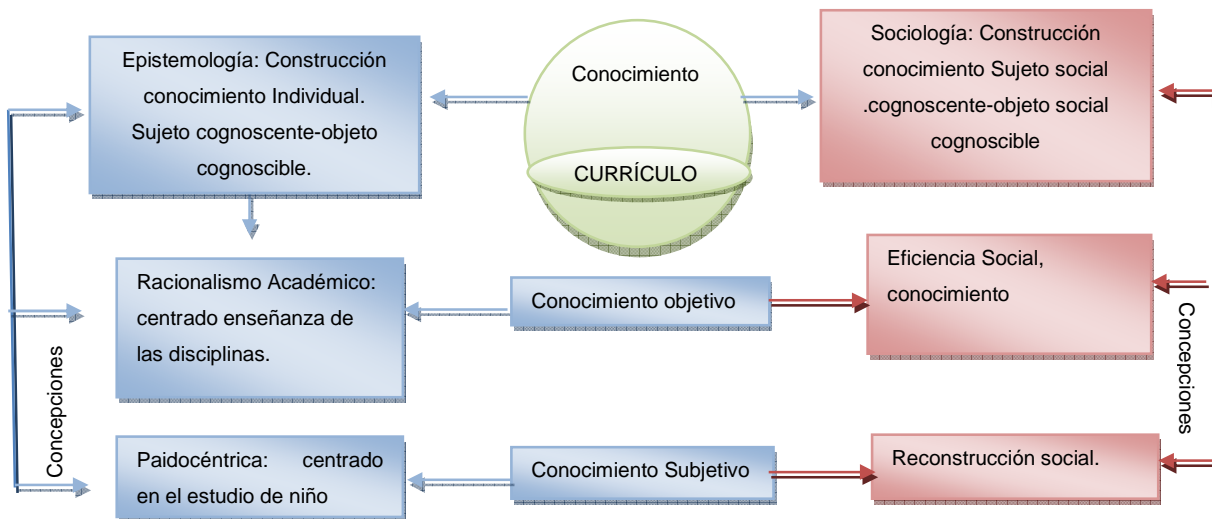 Epistemología: Construcción
conocimiento Individual.
Sujeto cognoscente-objeto
cognoscible.
Conocimiento
CURRÍCULO
Sociología: Construcción
conocimiento Sujeto social
.cognoscente-objeto social
cognoscible
Racionalismo Académico:
centrado enseñanza de
las disciplinas.
Conocimiento objetivo
Eficiencia Social,
conocimiento
Concepciones
Concepciones
Paidocéntrica: centrado
en el estudio de niño
Conocimiento Subjetivo
Reconstrucción social.